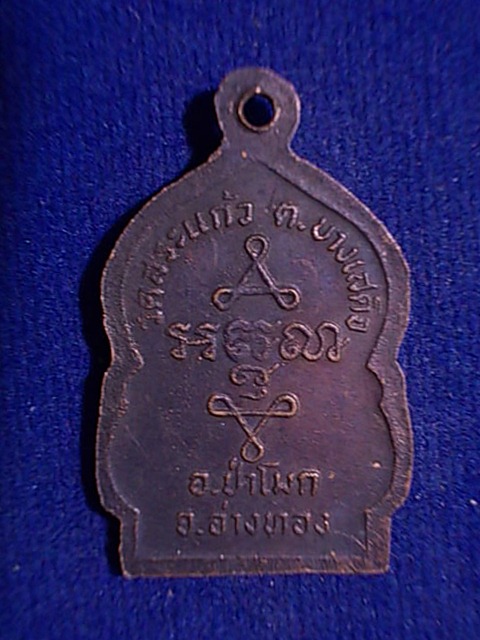 วัดสระแก้ว ต.บางเสด็จ
อ.ป่าโมก
จ.อ่างทอง